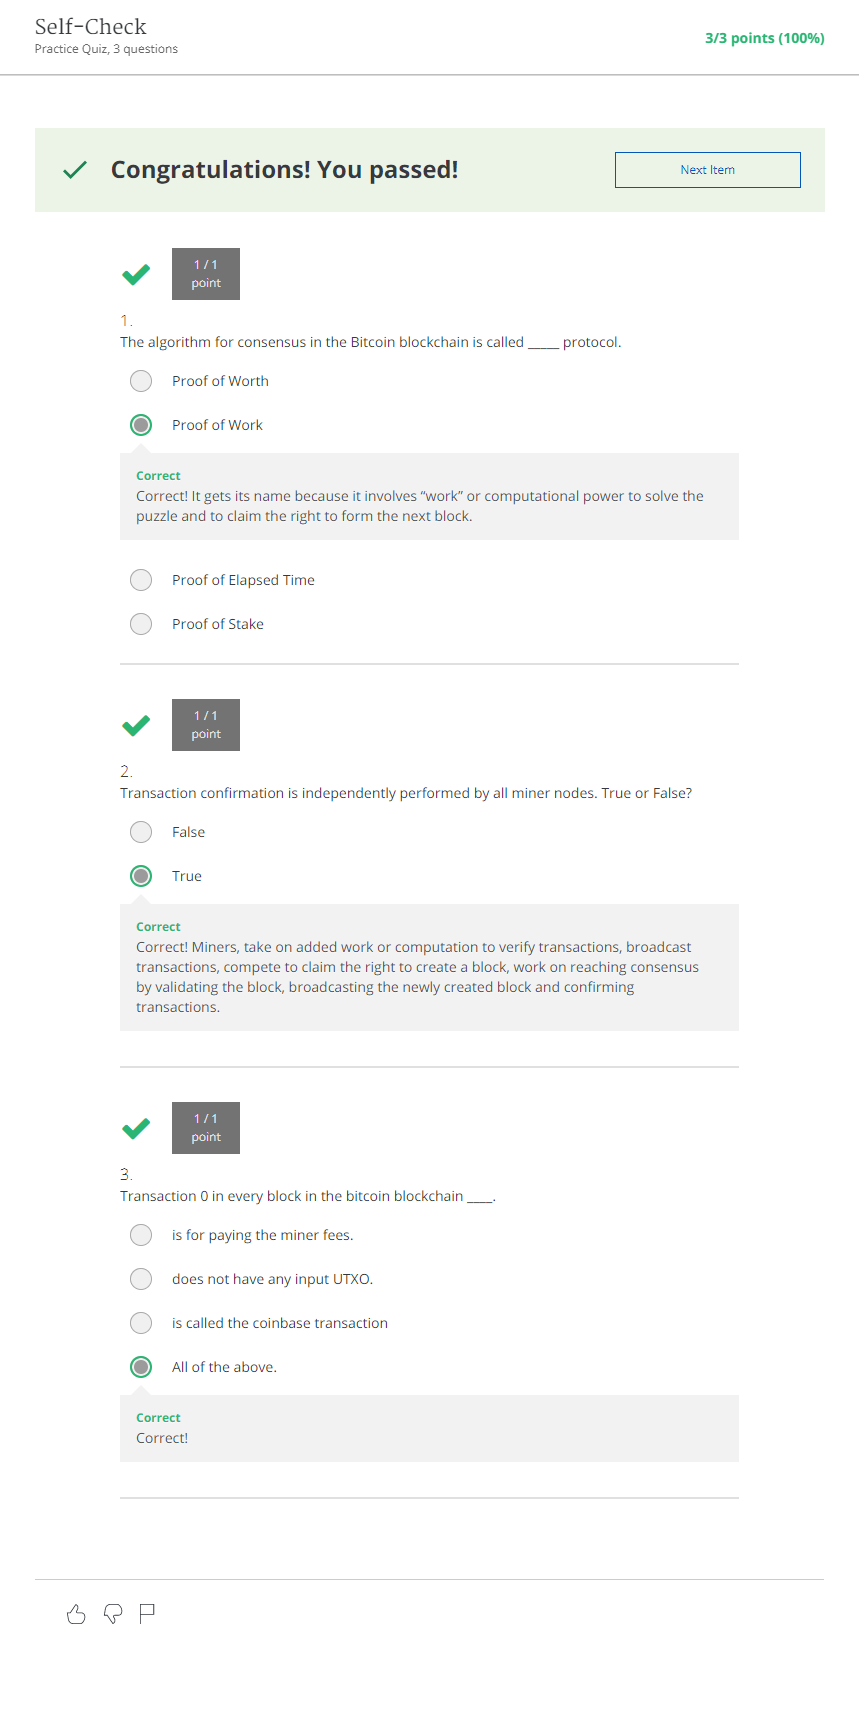 Self-Check
3/3 points (100%)
Practice Quiz, 3 questions
Congratulations! You passed!
Next Item
1 / 1
point
1.
The algorithm for consensus in the Bitcoin blockchain is called _____ protocol.
Proof of Worth
Proof of Work
Correct
Correct! It gets its name because it involves “work” or computational power to solve the
puzzle and to claim the right to form the next block.
Proof of Elapsed Time
Proof of Stake
1 / 1
point
2.
Transaction confirmation is independently performed by all miner nodes. True or False?
False
True
Correct
Correct! Miners, take on added work or computation to verify transactions, broadcast
transactions, compete to claim the right to create a block, work on reaching consensus
by validating the block, broadcasting the newly created block and confirming
transactions.
1 / 1
point
3.
Transaction 0 in every block in the bitcoin blockchain ____.
is for paying the miner fees.
does not have any input UTXO.
is called the coinbase transaction
All of the above.
Correct
Correct!